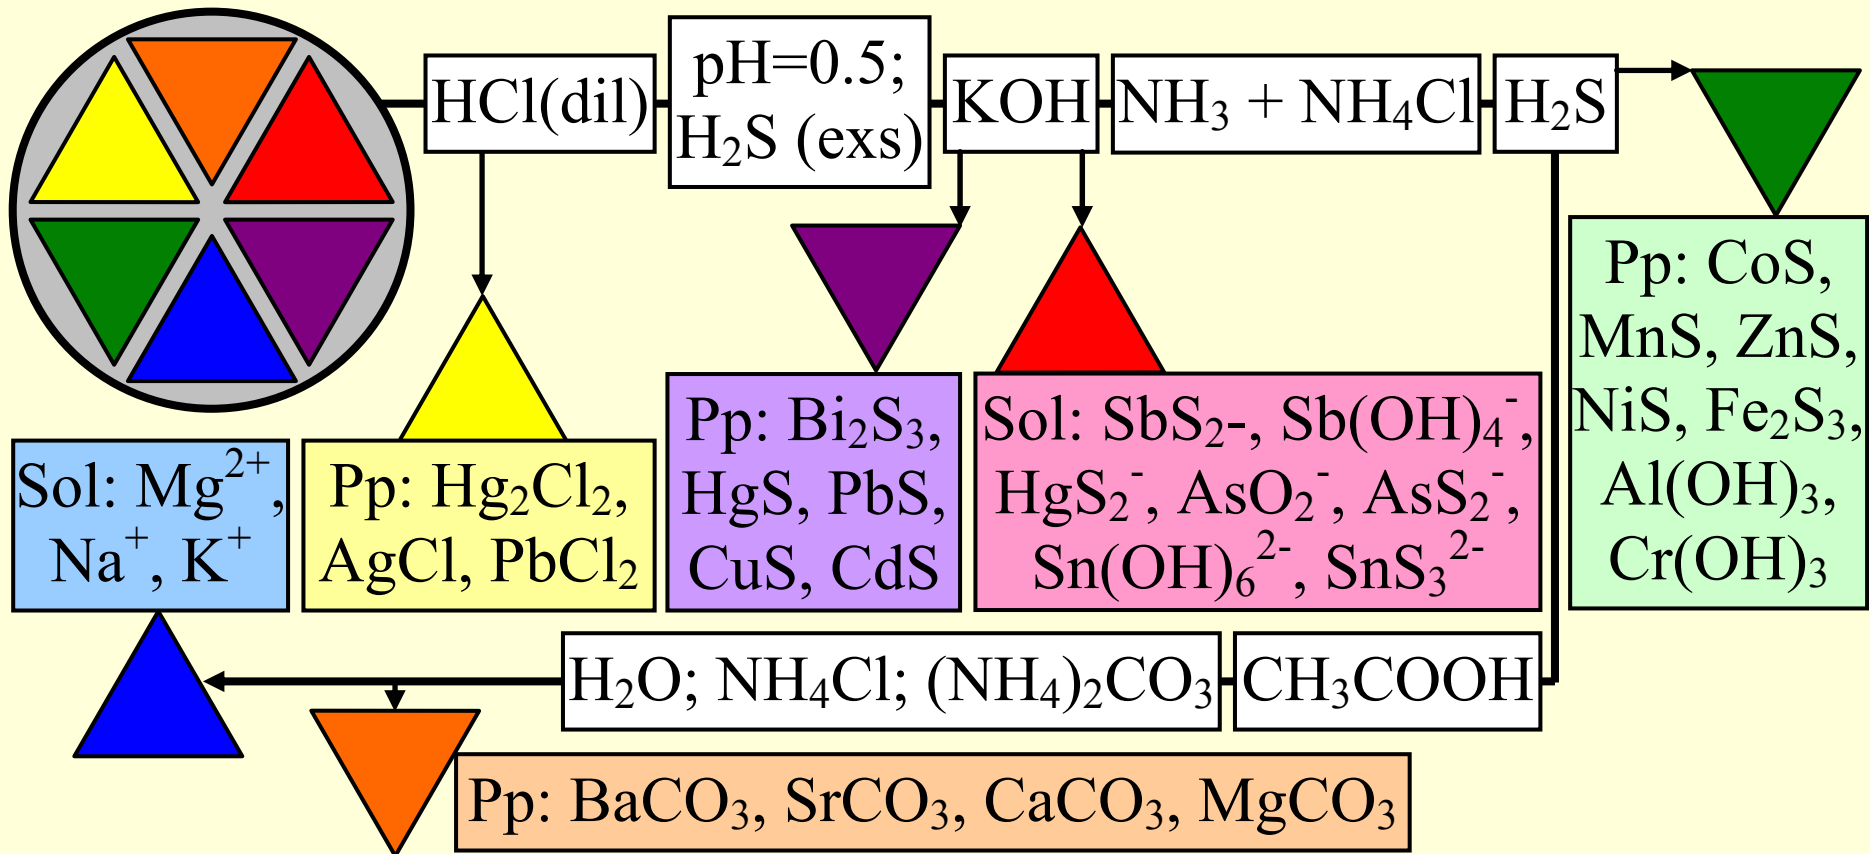 HCl(dil)
pH=0.5;
H₂S (exs)
KOH
NH₃ + NH₄Cl
H₂S
Pp: CoS,
MnS, ZnS,
NiS, Fe₂S₃,
Al(OH)₃,
Cr(OH)₃
Sol: Mg²⁺,
Na⁺, K⁺
Pp: Hg₂Cl₂,
AgCl, PbCl₂
Pp: Bi₂S₃,
HgS, PbS,
CuS, CdS
Sol: SbS₂-, Sb(OH)₄⁻,
HgS₂⁻, AsO₂⁻, AsS₂⁻,
Sn(OH)₆²⁻, SnS₃²⁻
H₂O; NH₄Cl; (NH₄)₂CO₃
CH₃COOH
Pp: BaCO₃, SrCO₃, CaCO₃, MgCO₃